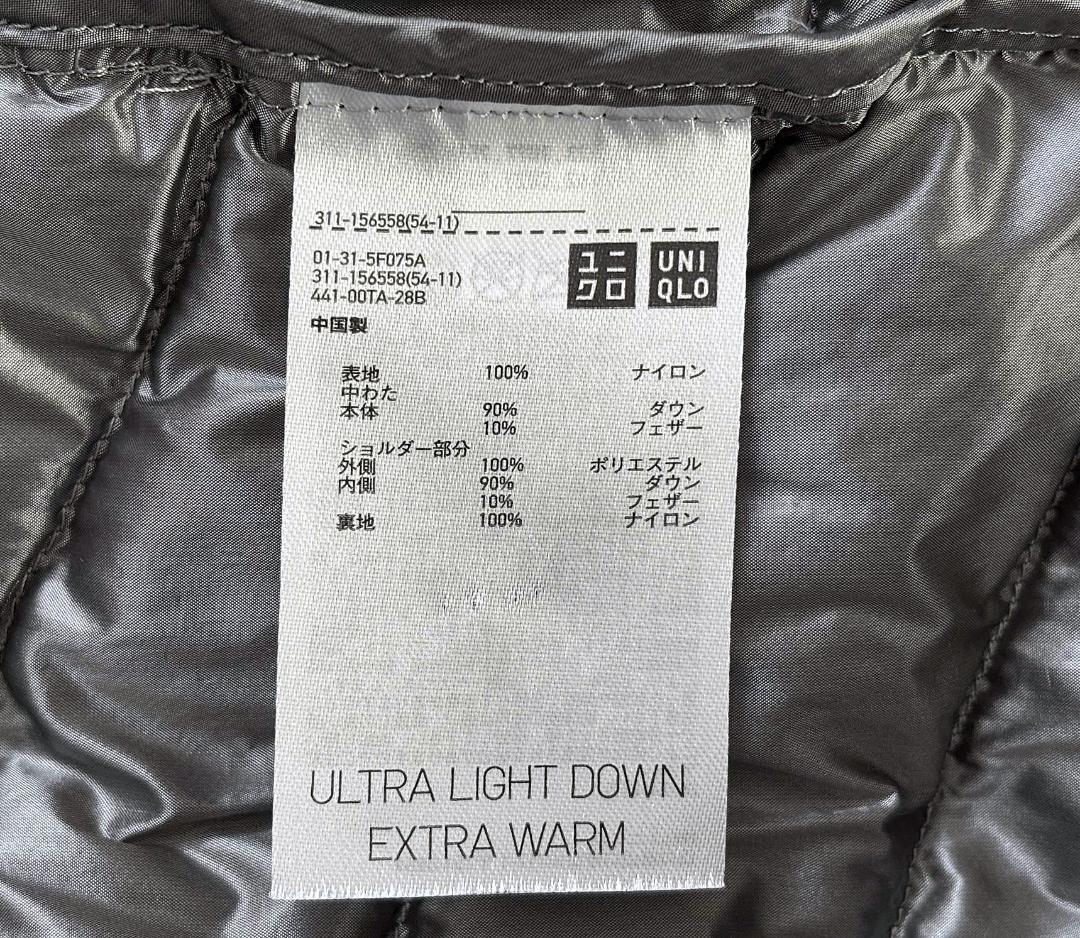 311-156558(54-11)
01-31-5F075A
311-156558(54-11)
441-00TA-28B
ユニ
クロ
UNI
QLO
中国製
表地 100% ナイロン
中わた
本体 90% ダウン
10% フェザー
ショルダー部分
外側 100% ポリエステル
内側 90% ダウン
10% フェザー
裏地 100% ナイロン
ULTRA LIGHT DOWN
EXTRA WARM